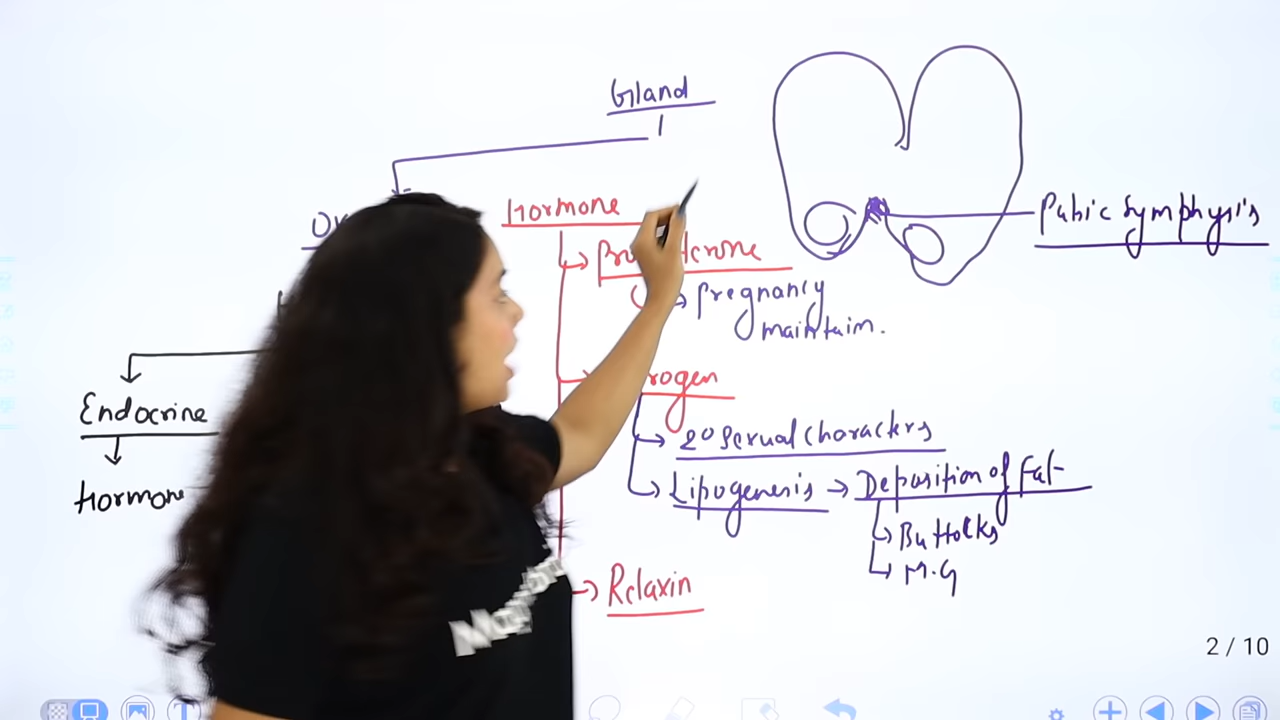 Gland
Hormone
Pubic Symphysis
Pregnancy
maintain.
Endocrine
2° Sexual Characters
Lipogenesis → Deposition of Fat
Hormone
Buttocks
M.G
Relaxin
2 / 10